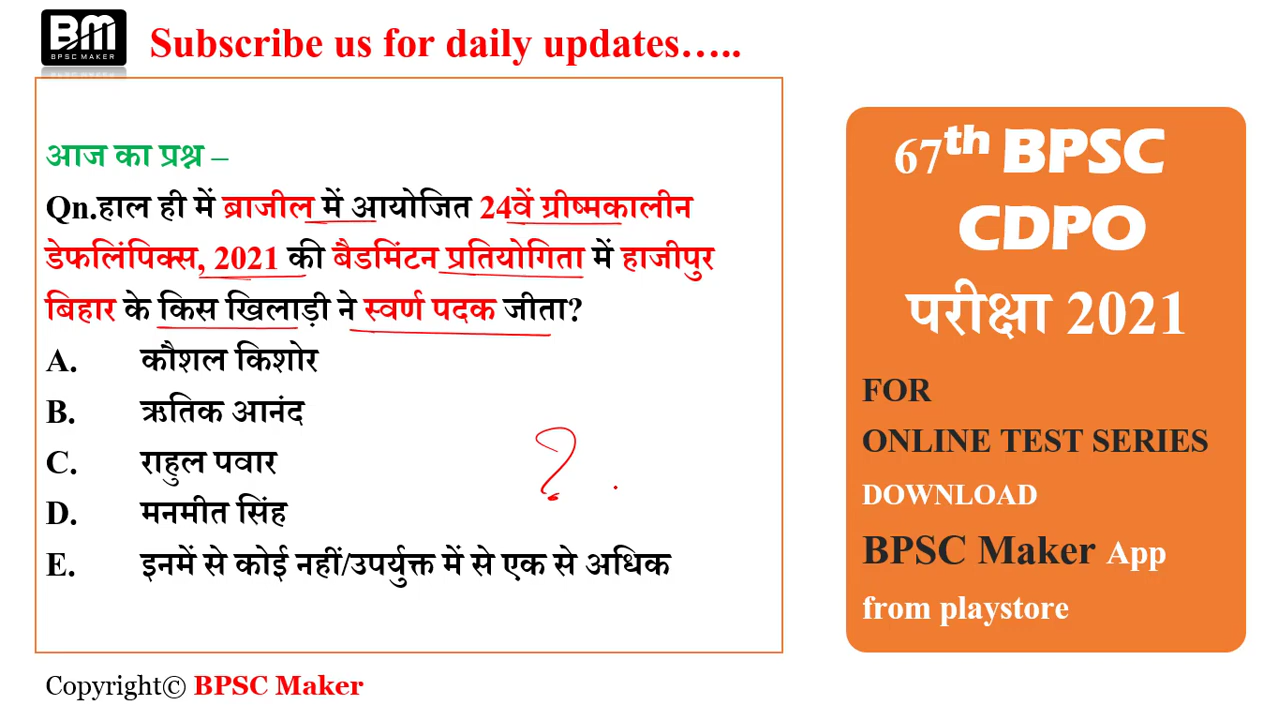 BM
BPSC MAKER
Subscribe us for daily updates…..
आज का प्रश्न –
Qn.हाल ही में ब्राजील में आयोजित 24वें ग्रीष्मकालीन
डेफलिंपिक्स, 2021 की बैडमिंटन प्रतियोगिता में हाजीपुर
बिहार के किस खिलाड़ी ने स्वर्ण पदक जीता?
A. कौशल किशोर
B. ऋतिक आनंद
C. राहुल पवार
D. मनमीत सिंह
E. इनमें से कोई नहीं/उपर्युक्त में से एक से अधिक
?
Copyright© BPSC Maker
67th BPSC
CDPO
परीक्षा 2021
FOR
ONLINE TEST SERIES
DOWNLOAD
BPSC Maker App
from playstore